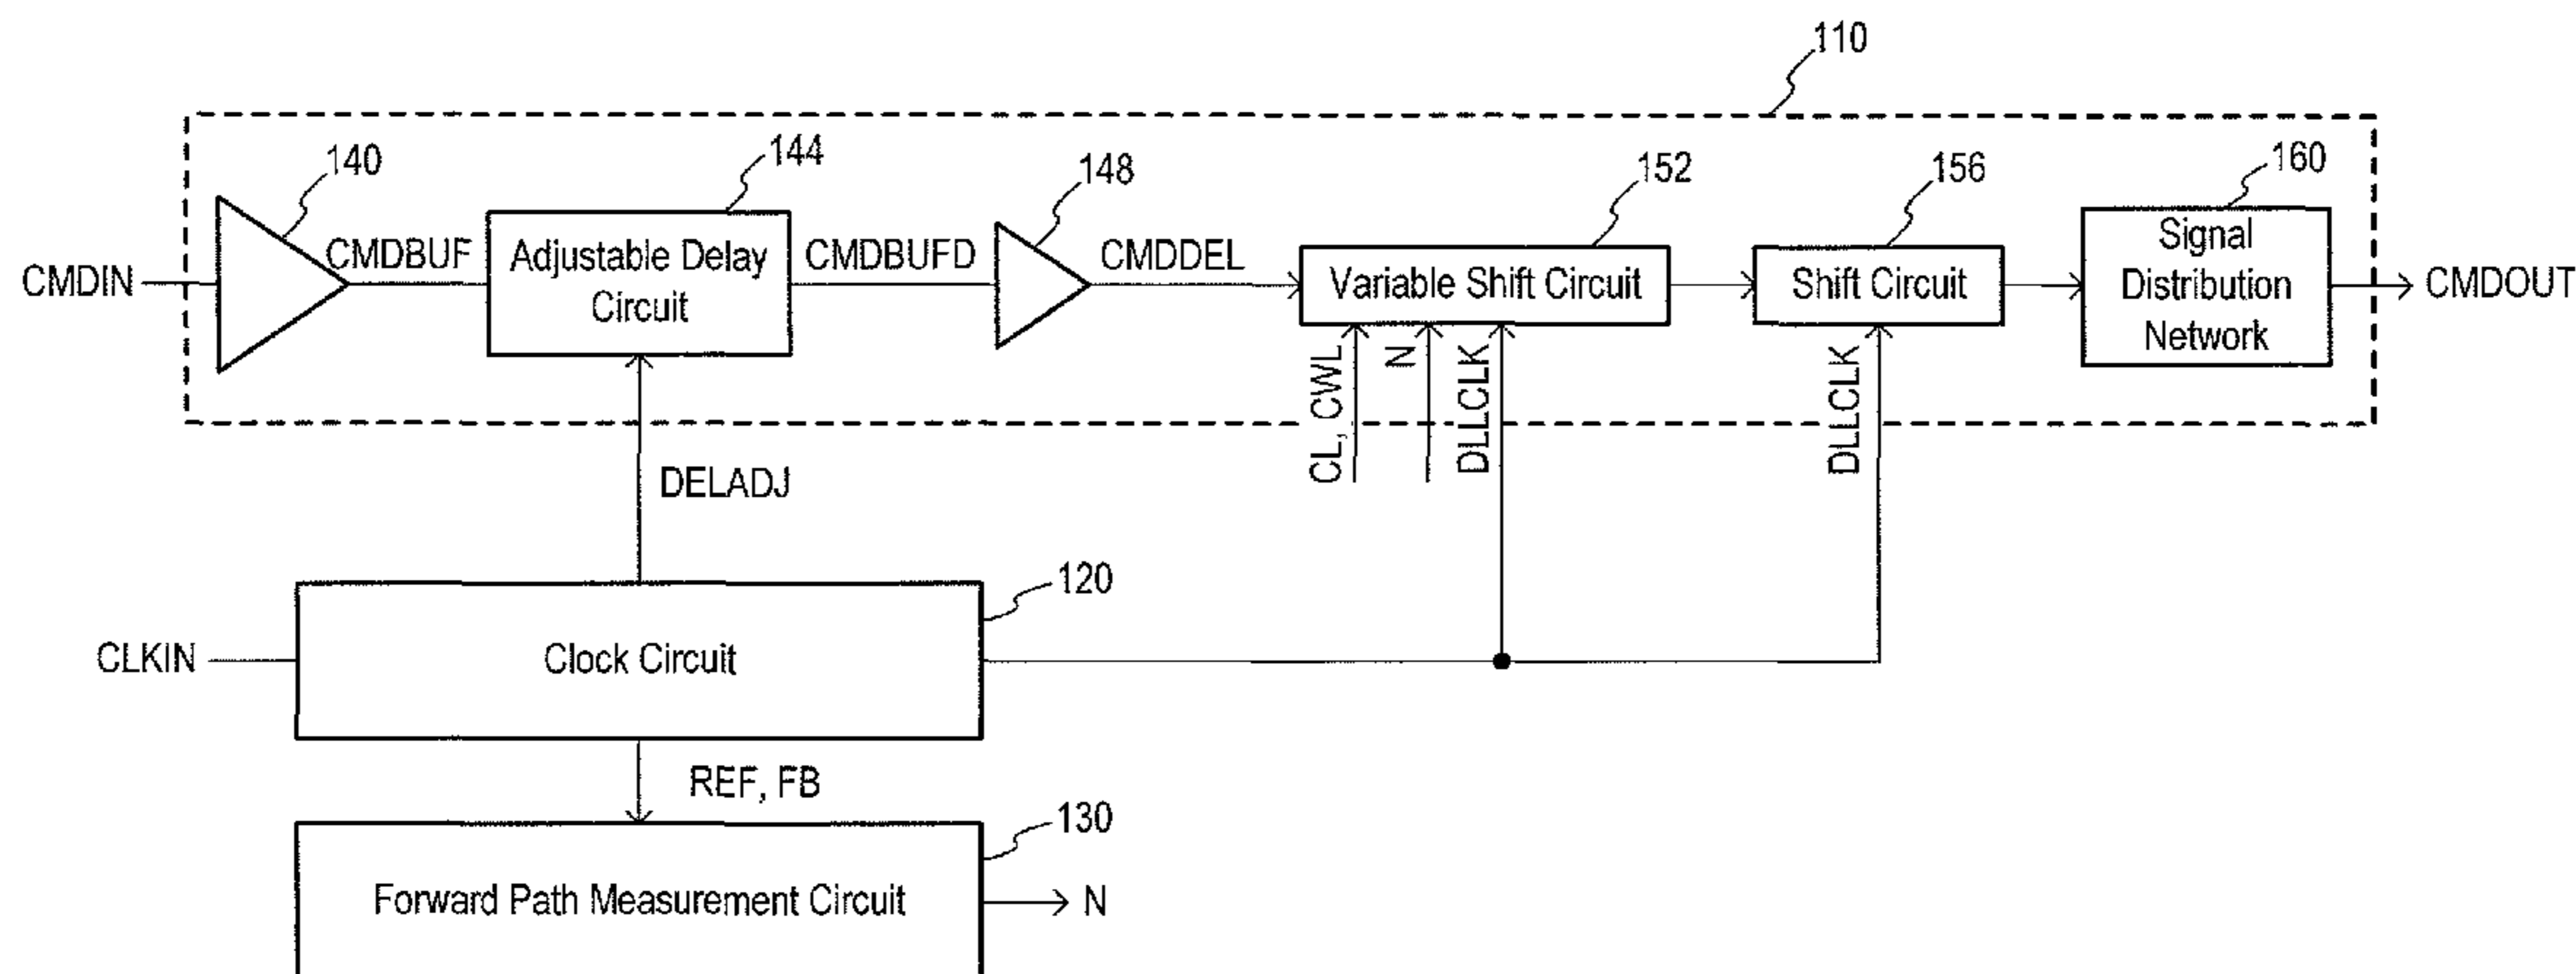 110
140
144
148
152
156
160
CMDIN
CMDBUF
Adjustable Delay
Circuit
CMDBUFD
CMDDEL
Variable Shift Circuit
Shift Circuit
Signal
Distribution
Network
CMDOUT
CL, CWL
N
DLLCLK
DLLCLK
DELADJ
120
CLKIN
Clock Circuit
REF, FB
130
Forward Path Measurement Circuit
N